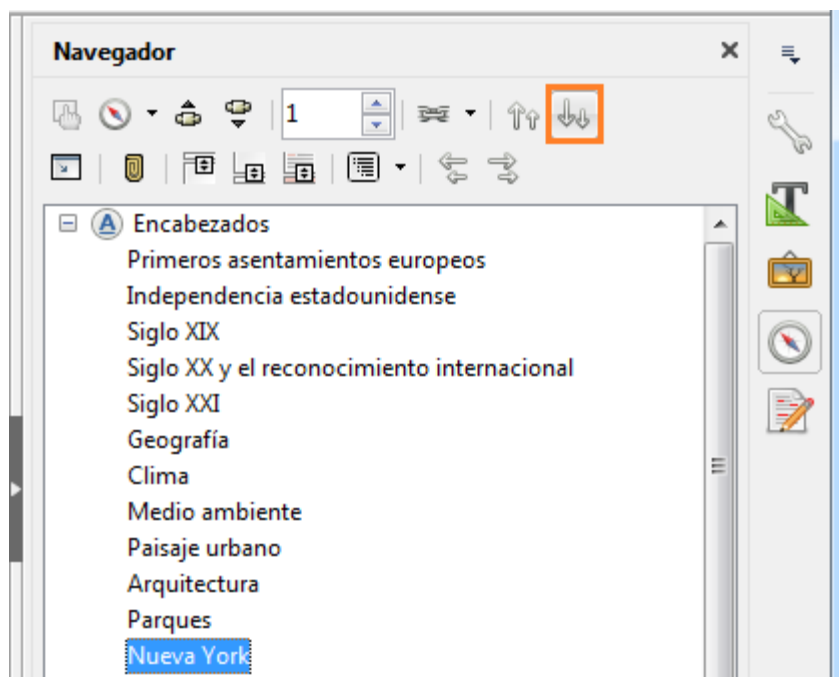 Navegador
1
Encabezados
Primeros asentamientos europeos
Independencia estadounidense
Siglo XIX
Siglo XX y el reconocimiento internacional
Siglo XXI
Geografía
Clima
Medio ambiente
Paisaje urbano
Arquitectura
Parques
Nueva York